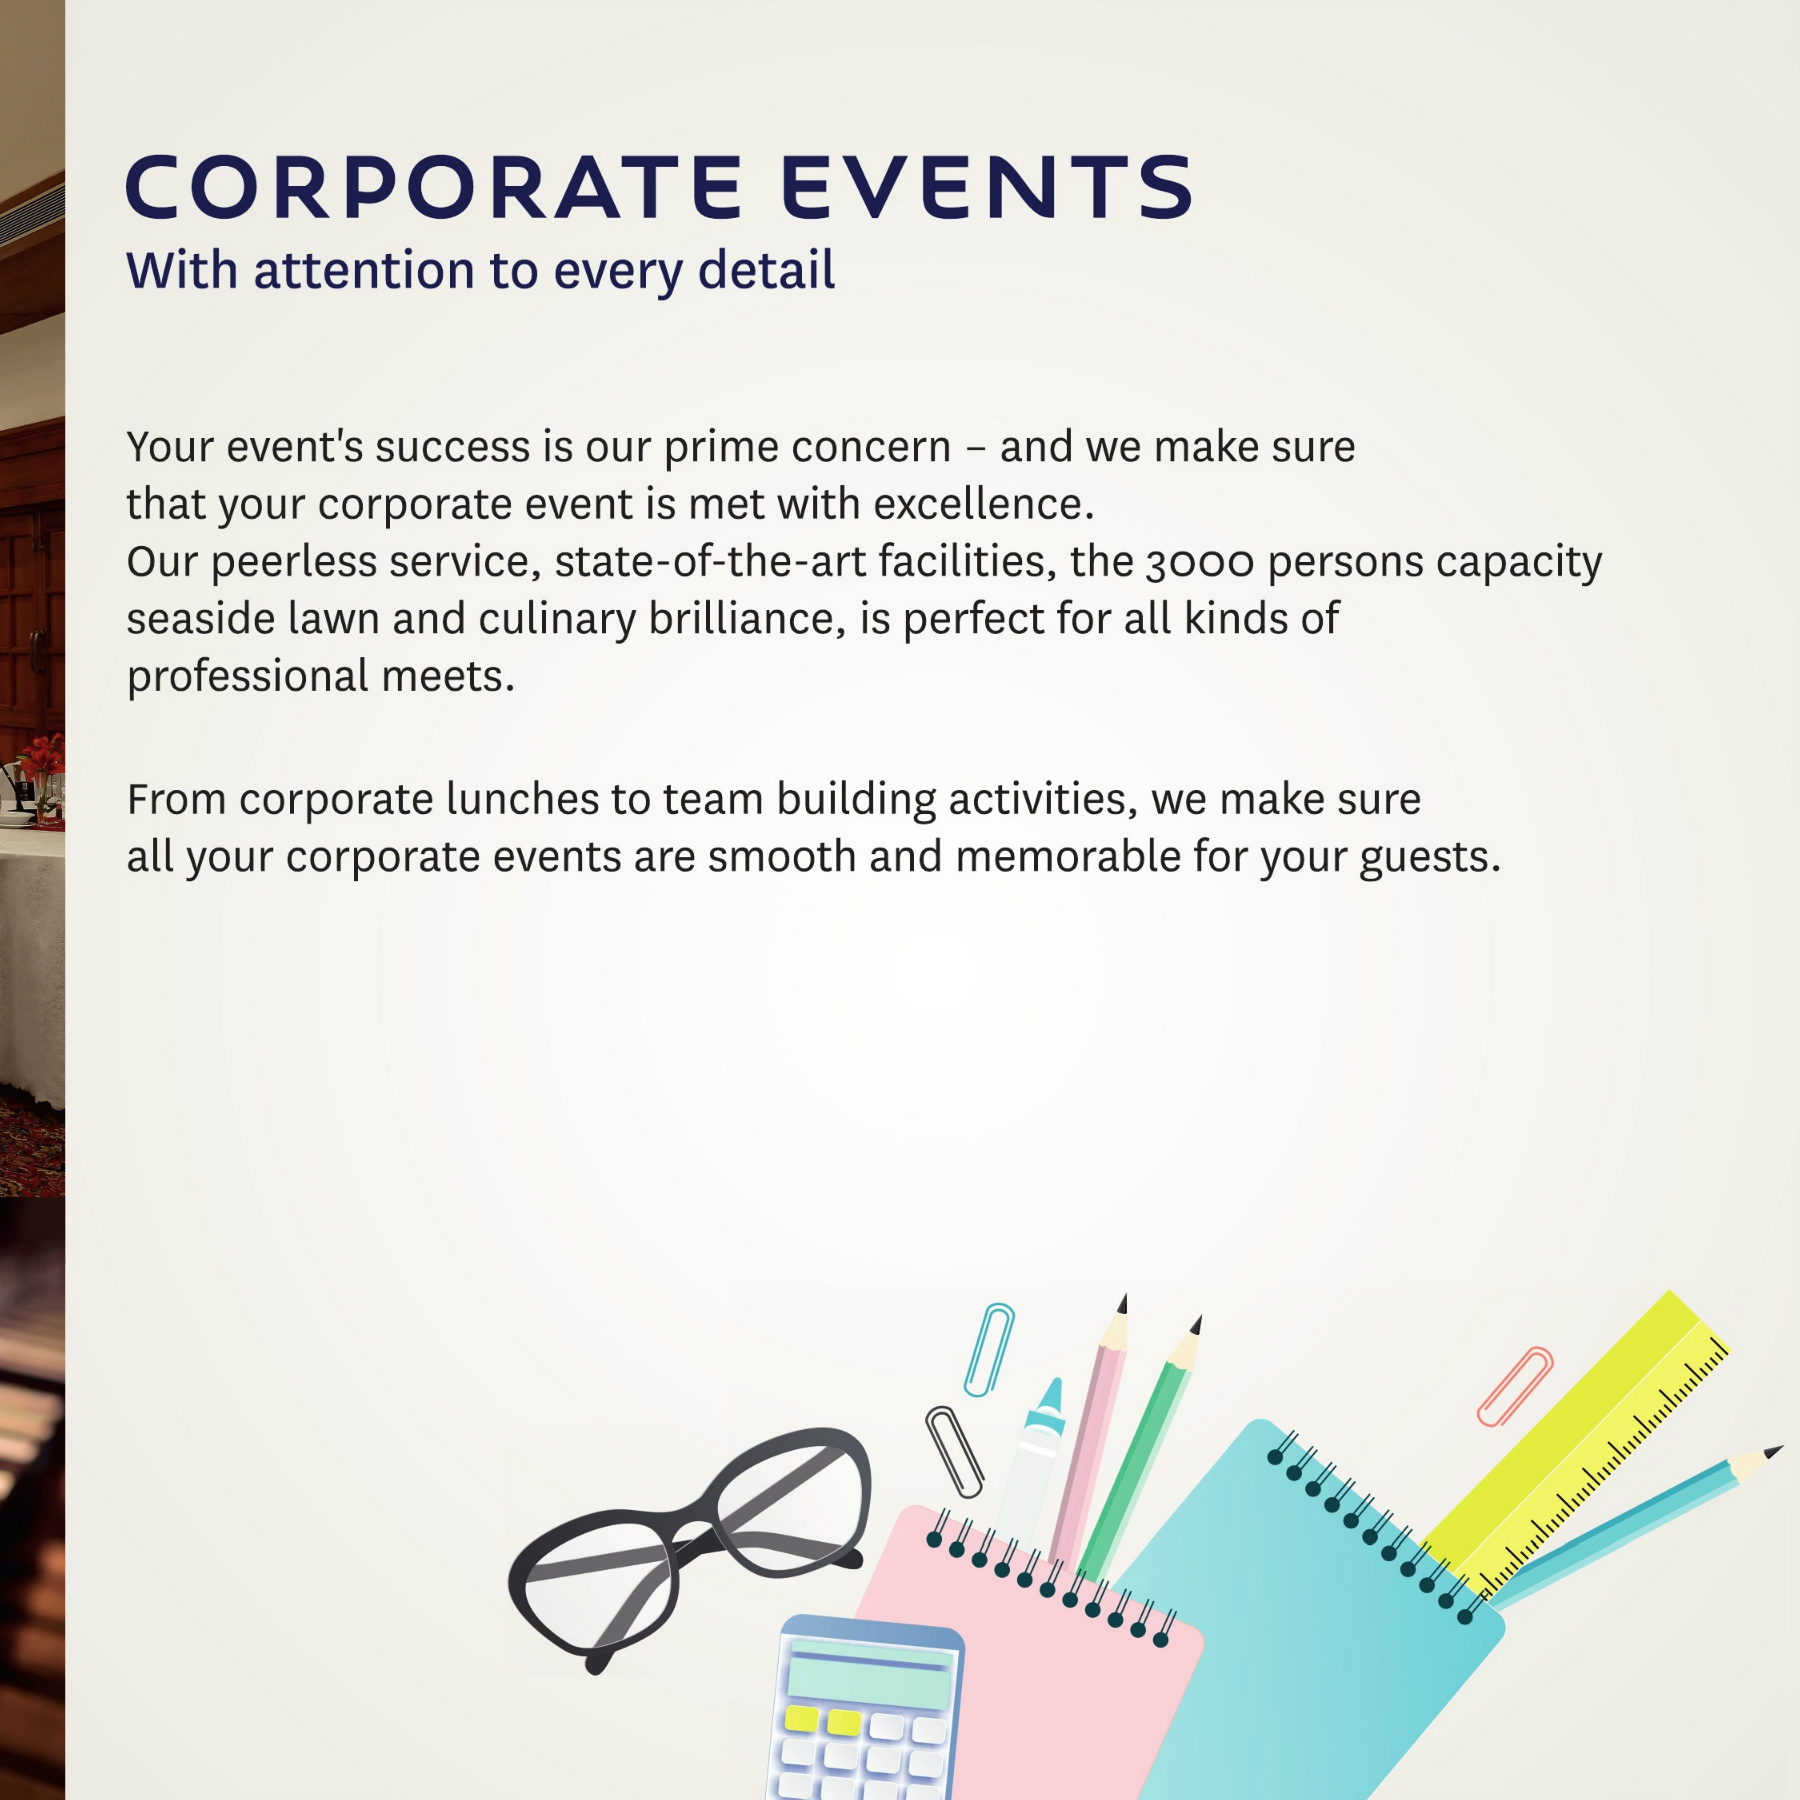 CORPORATE EVENTS
With attention to every detail
Your event's success is our prime concern – and we make sure
that your corporate event is met with excellence.
Our peerless service, state-of-the-art facilities, the 3000 persons capacity
seaside lawn and culinary brilliance, is perfect for all kinds of
professional meets.
From corporate lunches to team building activities, we make sure
all your corporate events are smooth and memorable for your guests.